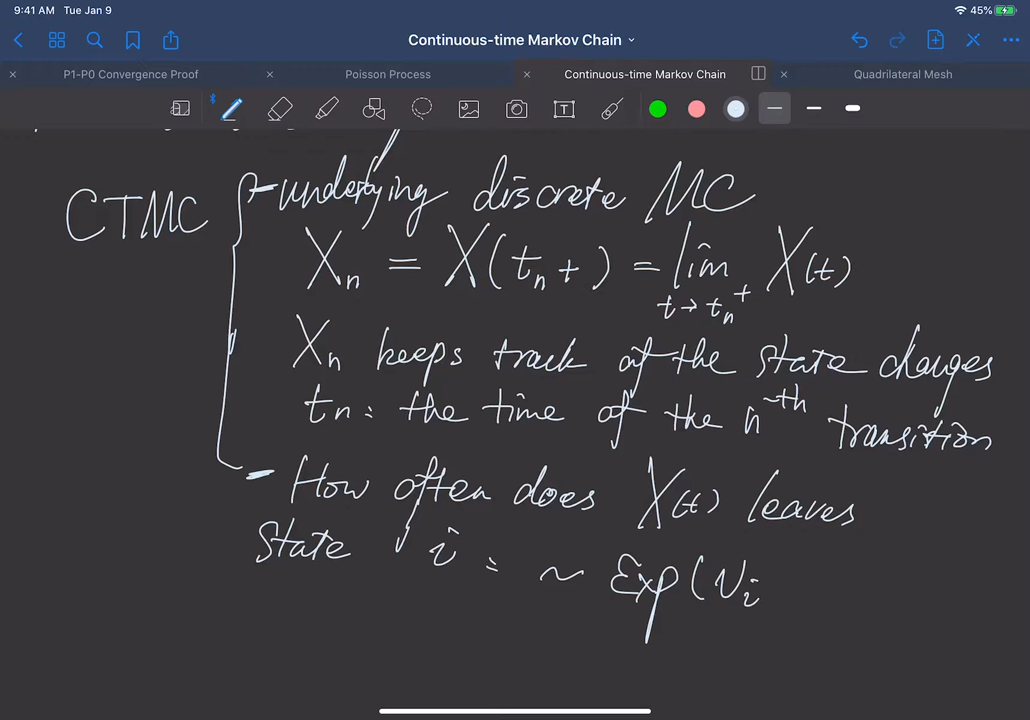 9:41 AM Tue Jan 9
45%
Continuous-time Markov Chain
P1-P0 Convergence Proof
Poisson Process
Continuous-time Markov Chain
Quadrilateral Mesh
CTMC
- underlying discrete MC
Xₙ = X(tₙ+) = lim t→tₙ⁺ X(t)
Xₙ keeps track of the state changes
tₙ: the time of the n-th transition
- How often does X(t) leaves
state i : ~ Exp(νᵢ